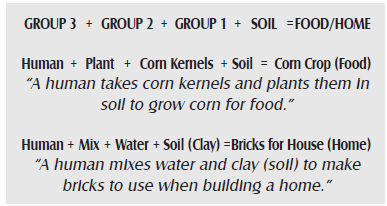 GROUP 3 + GROUP 2 + GROUP 1 + SOIL =FOOD/HOME
Human + Plant + Corn Kernels + Soil = Corn Crop (Food)
"A human takes corn kernels and plants them in
soil to grow corn for food."
Human + Mix + Water + Soil (Clay) =Bricks for House (Home)
"A human mixes water and clay (soil) to make
bricks to use when building a home."